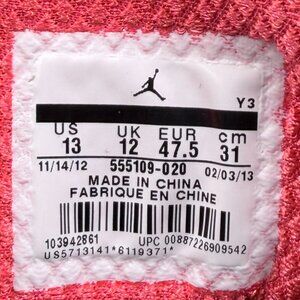 Y3
US UK EUR cm
13 12 47.5 31
11/14/12 555109-020 02/03/13
MADE IN CHINA
FABRIQUE EN CHINE
103942861 UPC 00887226909542
US5713141*6119371*